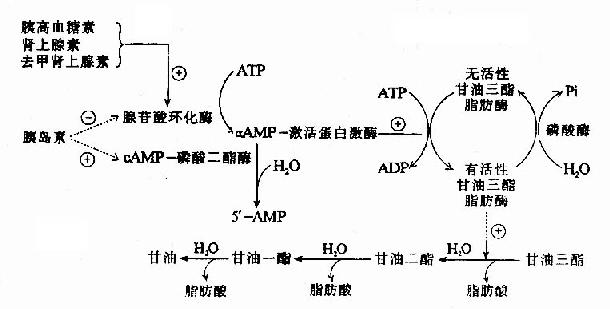 胰高血糖素
肾上腺素
去甲肾上腺素
⊕
ATP
⊖
腺苷酸环化酶
胰岛素
⊕
cAMP-磷酸二酯酶
cAMP-激活蛋白激酶
⊕
H₂O
5′-AMP
ATP
ADP
无活性
甘油三酯
脂肪酶
有活性
甘油三酯
脂肪酶
Pi
磷酸酶
H₂O
⊕
甘油
H₂O
脂肪酸
甘油一酯
H₂O
脂肪酸
甘油二酯
H₂O
脂肪酸
甘油三酯